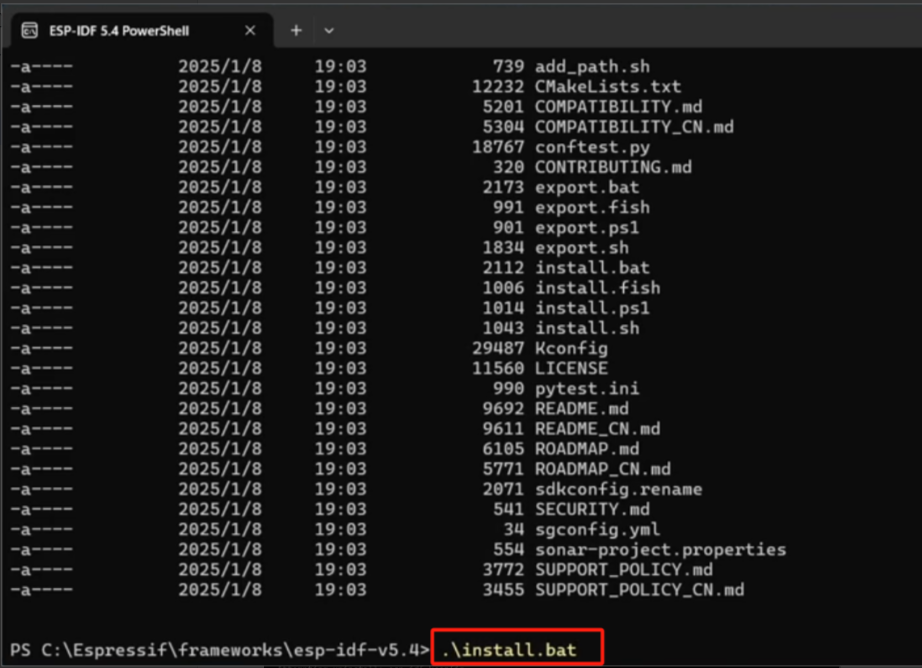 ESP-IDF 5.4 PowerShell
-a---- 2025/1/8 19:03 739 add_path.sh
-a---- 2025/1/8 19:03 12232 CMakeLists.txt
-a---- 2025/1/8 19:03 5201 COMPATIBILITY.md
-a---- 2025/1/8 19:03 5304 COMPATIBILITY_CN.md
-a---- 2025/1/8 19:03 18767 conftest.py
-a---- 2025/1/8 19:03 320 CONTRIBUTING.md
-a---- 2025/1/8 19:03 2173 export.bat
-a---- 2025/1/8 19:03 991 export.fish
-a---- 2025/1/8 19:03 901 export.ps1
-a---- 2025/1/8 19:03 1834 export.sh
-a---- 2025/1/8 19:03 2112 install.bat
-a---- 2025/1/8 19:03 1006 install.fish
-a---- 2025/1/8 19:03 1014 install.ps1
-a---- 2025/1/8 19:03 1043 install.sh
-a---- 2025/1/8 19:03 29487 Kconfig
-a---- 2025/1/8 19:03 11560 LICENSE
-a---- 2025/1/8 19:03 990 pytest.ini
-a---- 2025/1/8 19:03 9692 README.md
-a---- 2025/1/8 19:03 9611 README_CN.md
-a---- 2025/1/8 19:03 6105 ROADMAP.md
-a---- 2025/1/8 19:03 5771 ROADMAP_CN.md
-a---- 2025/1/8 19:03 2071 sdkconfig.rename
-a---- 2025/1/8 19:03 541 SECURITY.md
-a---- 2025/1/8 19:03 34 sgconfig.yml
-a---- 2025/1/8 19:03 554 sonar-project.properties
-a---- 2025/1/8 19:03 3772 SUPPORT_POLICY.md
-a---- 2025/1/8 19:03 3455 SUPPORT_POLICY_CN.md
PS C:\Espressif\frameworks\esp-idf-v5.4> .\install.bat